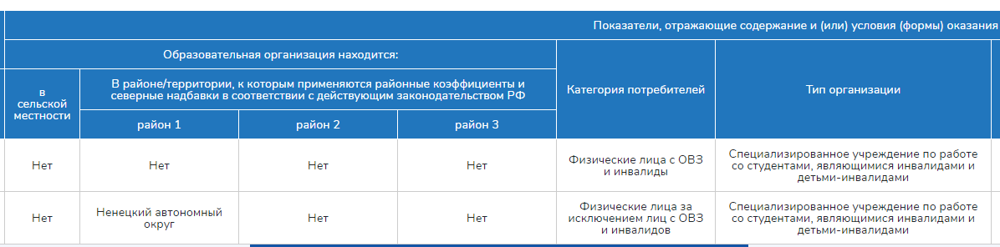 Показатели, отражающие содержание и (или) условия (формы) оказания
Образовательная организация находится:
в
сельской
местности
В районе/территории, к которым применяются районные коэффициенты и
северные надбавки в соответствии с действующим законодательством РФ
Категория потребителей
Тип организации
район 1
район 2
район 3
Нет
Нет
Нет
Нет
Физические лица с ОВЗ
и инвалиды
Специализированное учреждение по работе
со студентами, являющимися инвалидами и
детьми-инвалидами
Нет
Ненецкий автономный
округ
Нет
Нет
Физические лица за
исключением лиц с ОВЗ
и инвалидов
Специализированное учреждение по работе
со студентами, являющимися инвалидами и
детьми-инвалидами